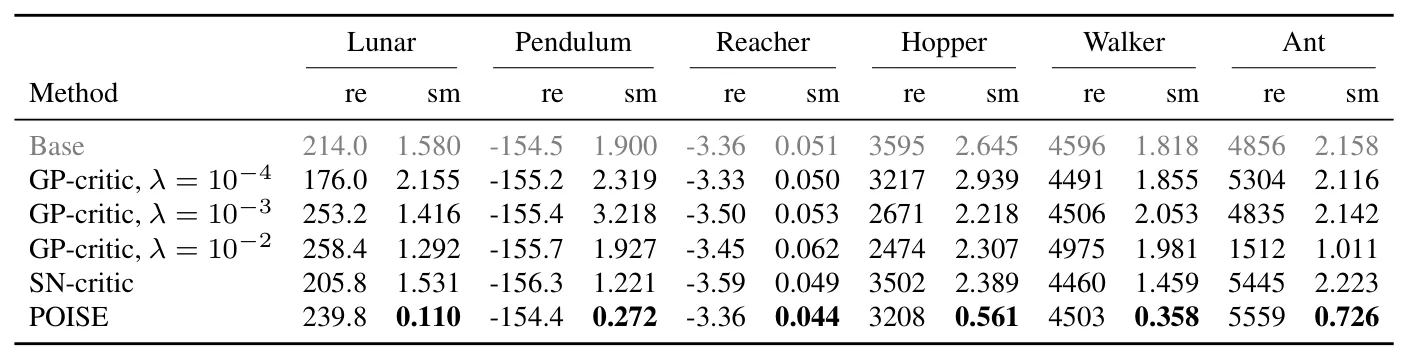 Lunar Pendulum Reacher Hopper Walker Ant
Method re sm re sm re sm re sm re sm re sm
Base 214.0 1.580 -154.5 1.900 -3.36 0.051 3595 2.645 4596 1.818 4856 2.158
GP-critic, λ = 10⁻⁴ 176.0 2.155 -155.2 2.319 -3.33 0.050 3217 2.939 4491 1.855 5304 2.116
GP-critic, λ = 10⁻³ 253.2 1.416 -155.4 3.218 -3.50 0.053 2671 2.218 4506 2.053 4835 2.142
GP-critic, λ = 10⁻² 258.4 1.292 -155.7 1.927 -3.45 0.062 2474 2.307 4975 1.981 1512 1.011
SN-critic 205.8 1.531 -156.3 1.221 -3.59 0.049 3502 2.389 4460 1.459 5445 2.223
POISE 239.8 0.110 -154.4 0.272 -3.36 0.044 3208 0.561 4503 0.358 5559 0.726